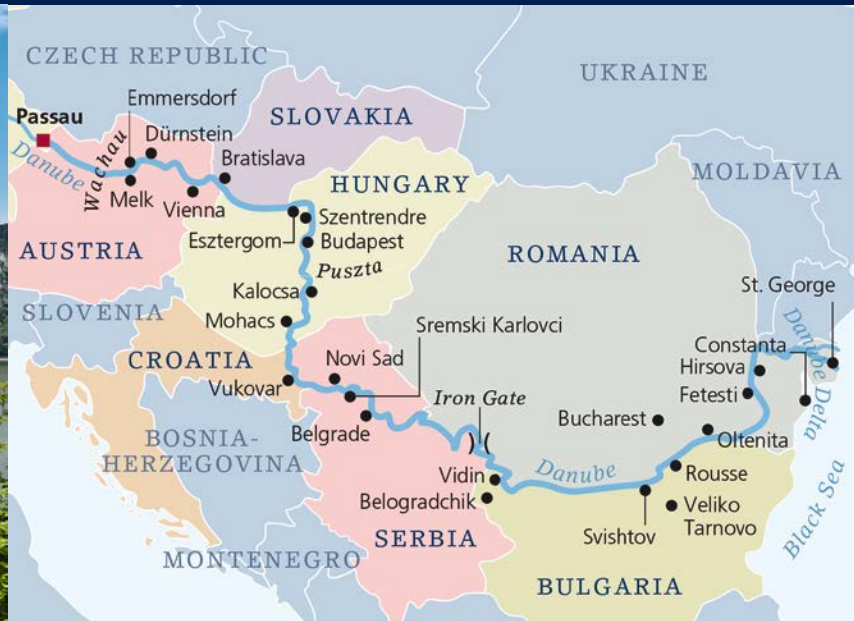 CZECH REPUBLIC
UKRAINE
Emmersdorf
Passau
Dürnstein
SLOVAKIA
Danube
Wachau
Bratislava
MOLDAVIA
Melk
Vienna
HUNGARY
Szentrendre
Esztergom
Budapest
AUSTRIA
ROMANIA
Puszta
St. George
Kalocsa
SLOVENIA
Mohacs
Sremski Karlovci
Danube Delta
Constanta
CROATIA
Novi Sad
Hirsova
Vukovar
Iron Gate
Fetesti
Bucharest
BOSNIA-
HERZEGOVINA
Belgrade
Oltenita
Vidin
Danube
Rousse
Belogradchik
Veliko
Tarnovo
Black Sea
SERBIA
Svishtov
MONTENEGRO
BULGARIA